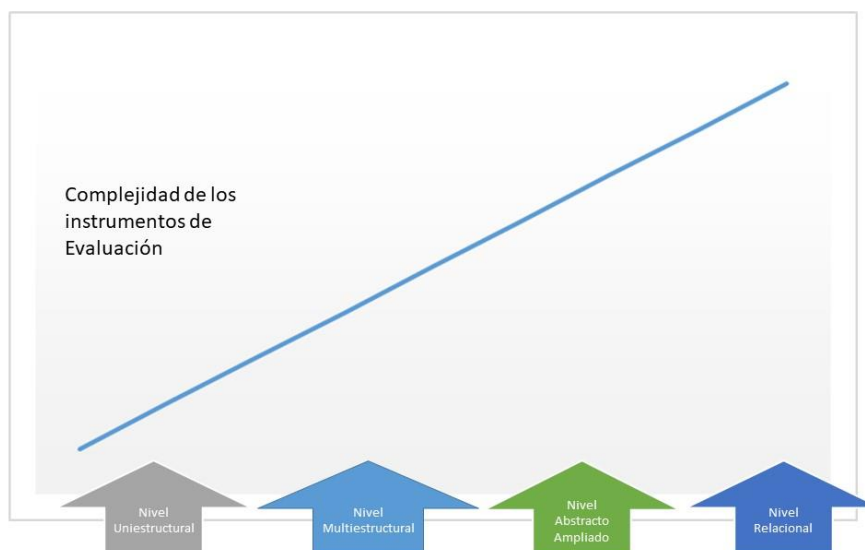 Complejidad de los
instrumentos de
Evaluación
Nivel
Uniestructural
Nivel
Multiestructural
Nivel
Abstracto
Ampliado
Nivel
Relacional